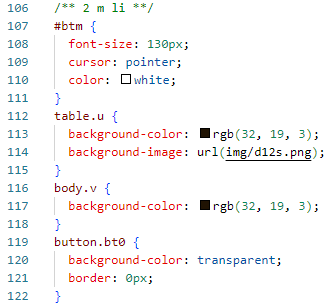 106 /** 2 m li **/
107 #btm {
108 font-size: 130px;
109 cursor: pointer;
110 color: white;
111 }
112 table.u {
113 background-color: rgb(32, 19, 3);
114 background-image: url(img/d12s.png);
115 }
116 body.v {
117 background-color: rgb(32, 19, 3);
118 }
119 button.bt0 {
120 background-color: transparent;
121 border: 0px;
122 }